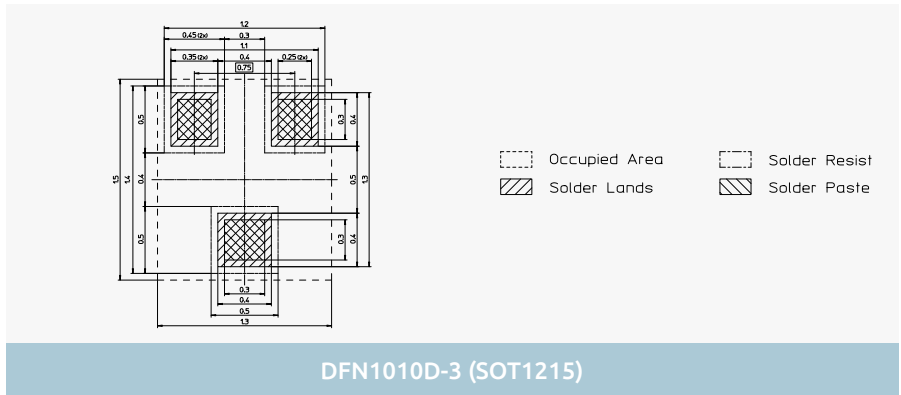 1.2
0.45 (2x) 0.3
1.1
0.35 (2x) 0.4 0.25 (2x)
0.75
0.5 0.3 0.4
1.5 1.4 0.4 0.5 1.3
0.5 0.3 0.4
0.3
0.4
0.5
1.3
Occupied Area Solder Resist
Solder Lands Solder Paste
DFN1010D-3 (SOT1215)